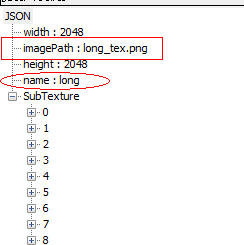 JSON
width : 2048
imagePath : long_tex.png
height : 2048
name : long
SubTexture
0
1
2
3
4
5
6
7
8